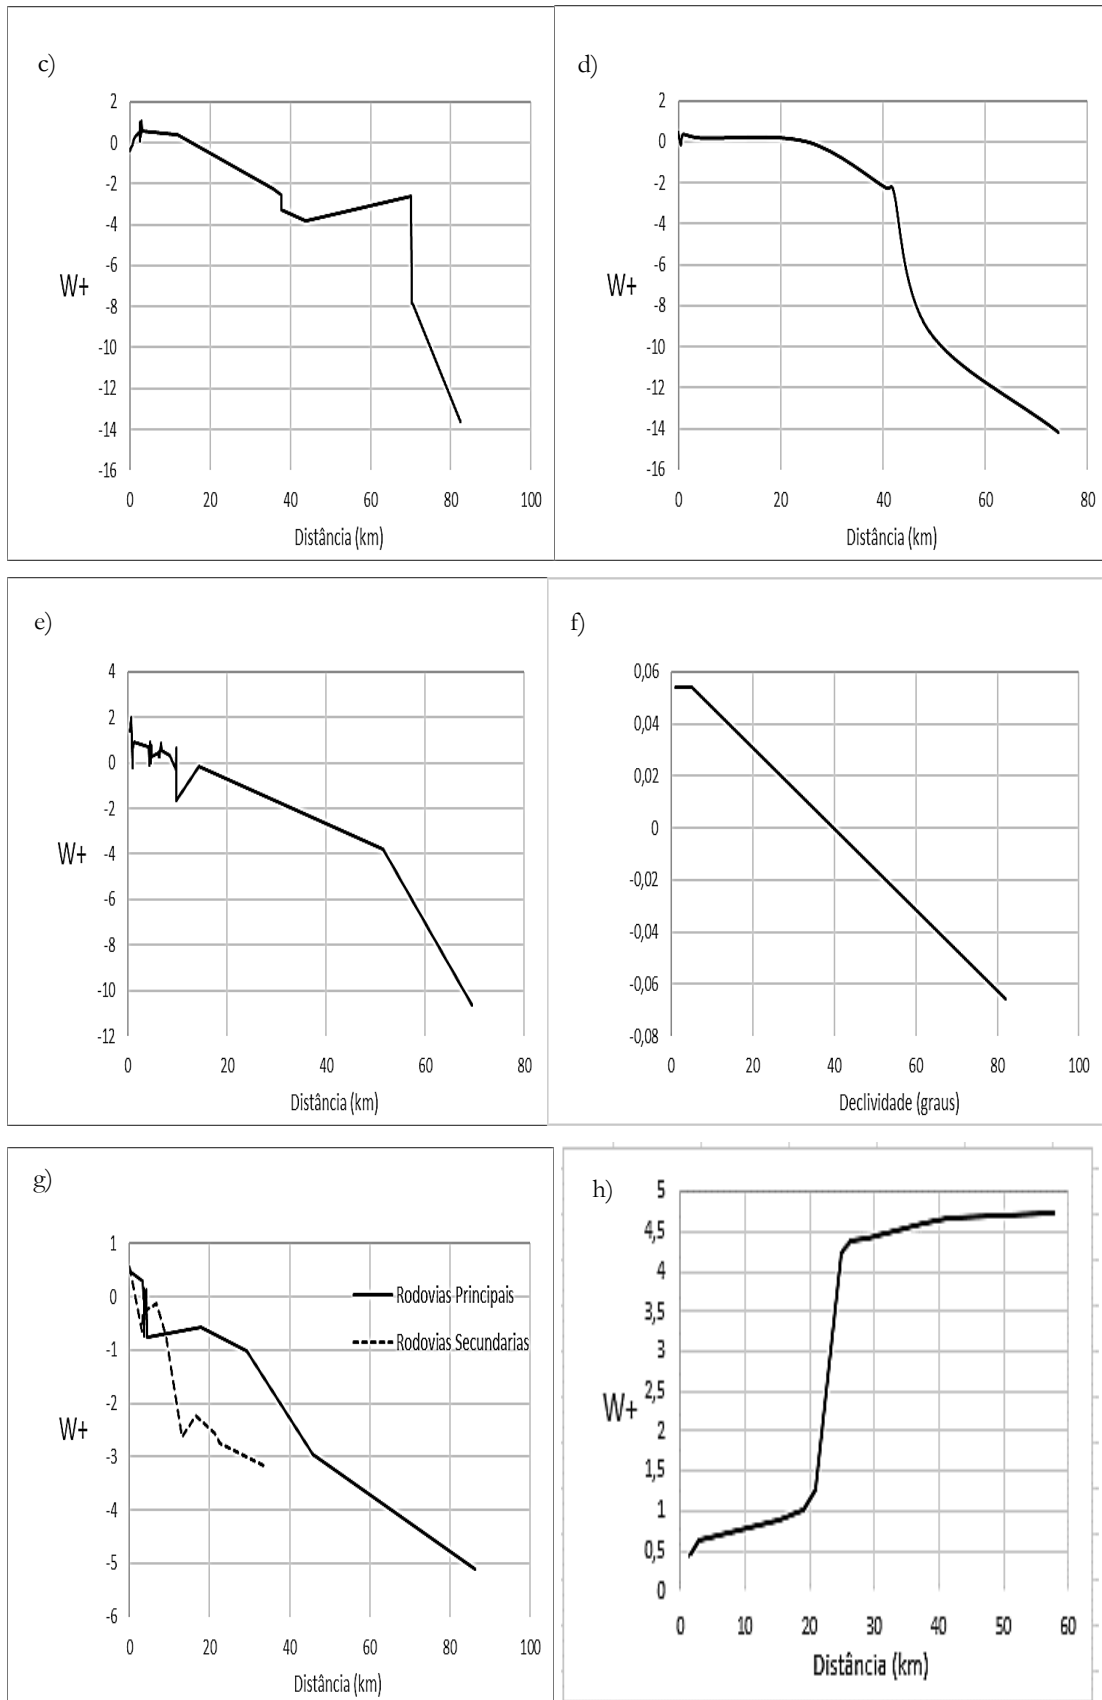 c)
2
0
-2
-4
-6
-8
-10
-12
-14
-16
W+
0 20 40 60 80 100
Distância (km)
d)
2
0
-2
-4
-6
-8
-10
-12
-14
-16
W+
0 20 40 60 80
Distância (km)
e)
4
2
0
-2
-4
-6
-8
-10
-12
W+
0 20 40 60 80
Distância (km)
f)
0,06
0,04
0,02
0
-0,02
-0,04
-0,06
-0,08
0 20 40 60 80 100
Declividade (graus)
g)
1
0
-1
-2
-3
-4
-5
-6
W+
Rodovias Principais
Rodovias Secundarias
0 20 40 60 80 100
Distância (km)
h)
5
4,5
4
3,5
3
2,5
2
1,5
1
0,5
0
W+
0 10 20 30 40 50 60
Distância (km)